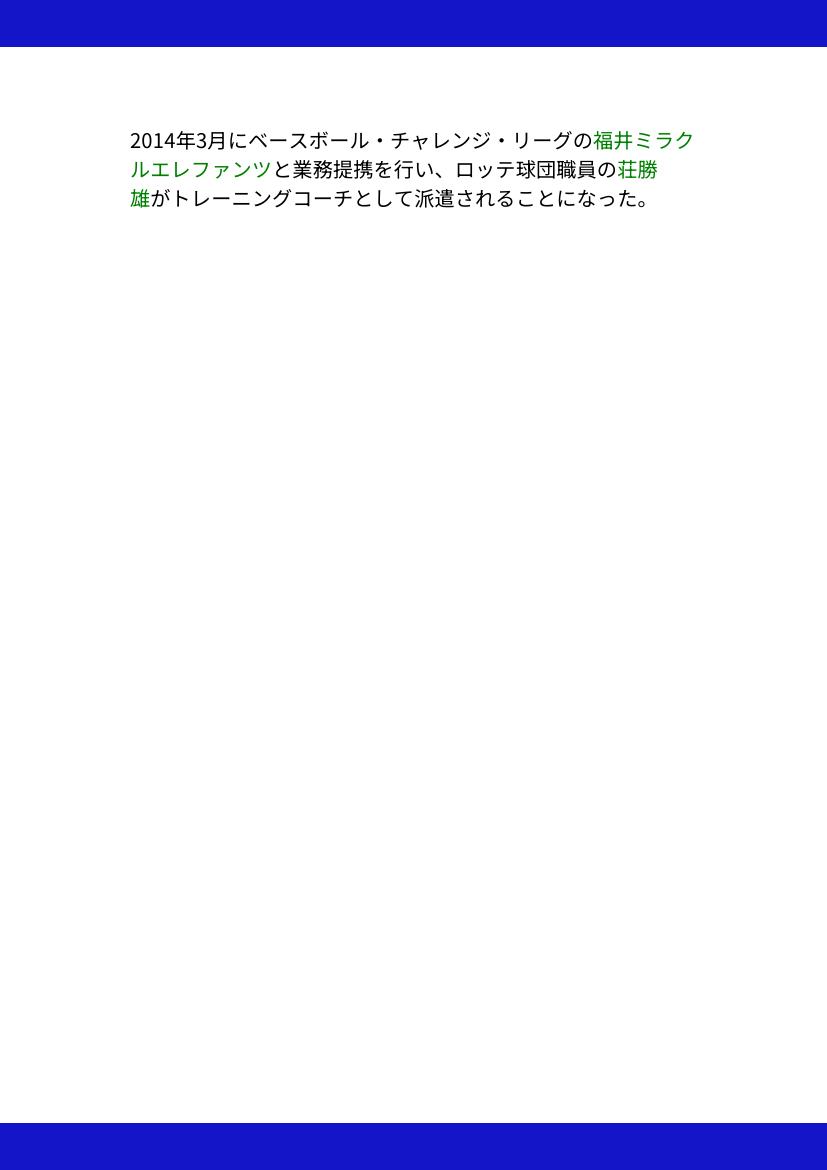 2014年3月にベースボール・チャレンジ・リーグの福井ミラク
ルエレファンツと業務提携を行い、ロッテ球団職員の荘勝
雄がトレーニングコーチとして派遣されることになった。